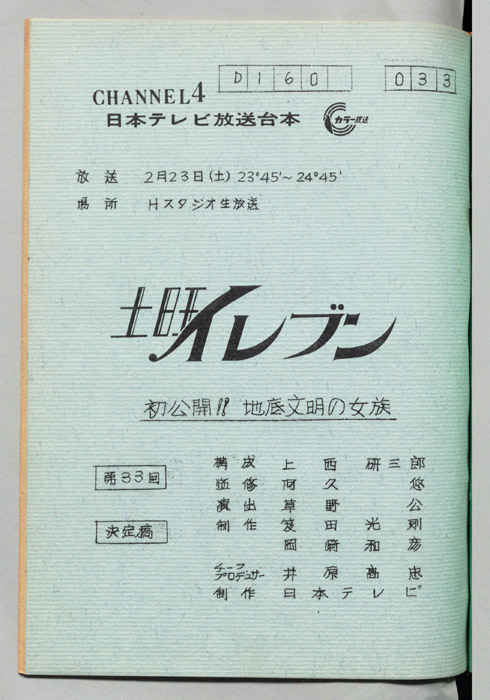 D160 033
CHANNEL4
日本テレビ放送台本 カラー放送
放送 2月23日(土) 23°45'~24°45'
場所 Hスタジオ生放送
土曜イレブン
初公開!! 地底文明の女族
構成 上西研三郎
監修 阿久悠
第33回
演出 草野公
制作 笈田光則
決定稿
岡崎和彦
チーフプロデュサー 井原高忠
制作 日本テレビ